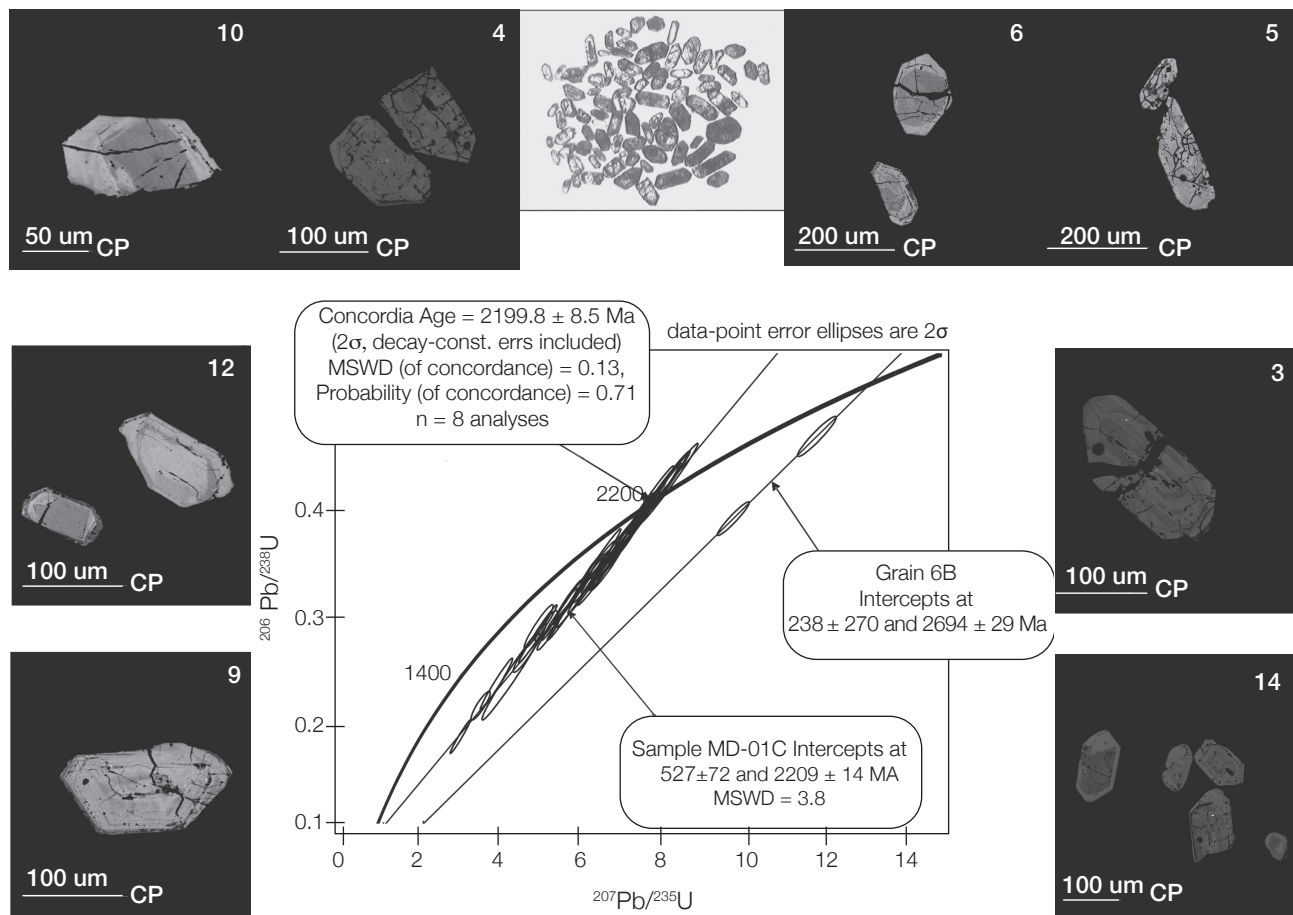 10
4
6
5
50 um CP
100 um
200 um CP
200 um CP
Concordia Age = 2199.8 ± 8.5 Ma
(2σ, decay-const. errs included)
MSWD (of concordance) = 0.13,
Probability (of concordance) = 0.71
n = 8 analyses
data-point error ellipses are 2σ
12
100 um CP
3
100 um CP
2200
1400
0.4
0.3
0.2
0.1
206 Pb/238U
Grain 6B
Intercepts at
238 ± 270 and 2694 ± 29 Ma
Sample MD-01C Intercepts at
527±72 and 2209 ± 14 MA
MSWD = 3.8
9
100 um CP
14
100 um CP
0 2 4 6 8 10 12 14
207Pb/235U